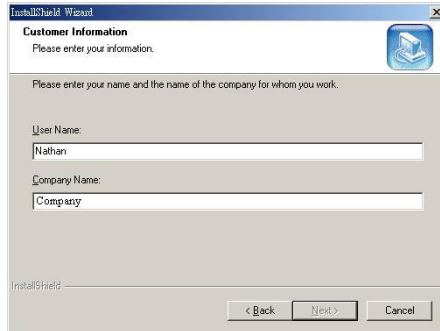 InstallShield Wizard
Customer Information
Please enter your information.
Please enter your name and the name of the company for whom you work.
User Name:
Nathan
Company Name:
Company
InstallShield
< Back
Next >
Cancel